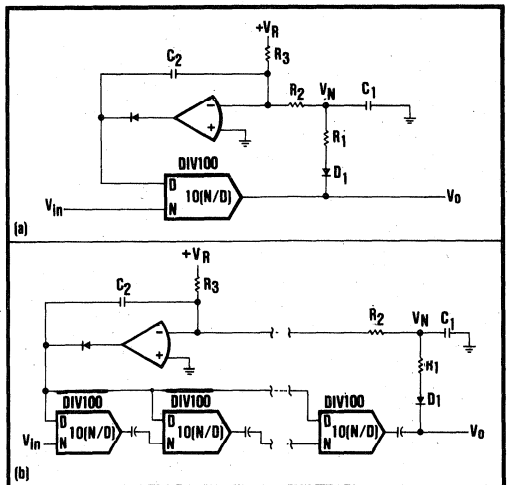 +VR
R3
C2
R2
VN
C1
−
+
R1
D1
DIV100
D
10(N/D)
N
Vin
Vo
(a)
+VR
R3
C2
R2
VN
C1
−
+
R1
D1
DIV100 DIV100 DIV100
D D D
10(N/D) 10(N/D) 10(N/D)
Vin N N N Vo
(b)